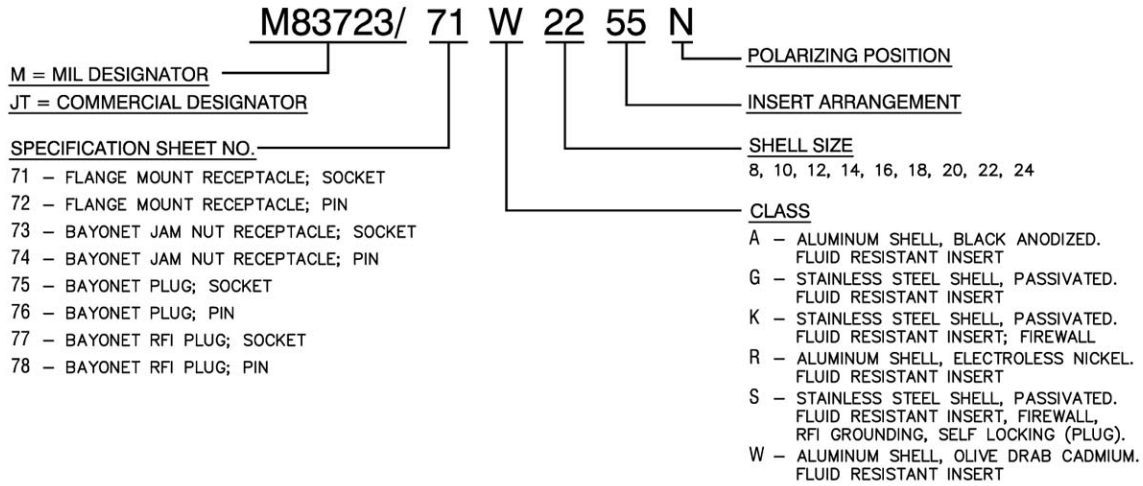 M83723/ 71 W 22 55 N
M = MIL DESIGNATOR
JT = COMMERCIAL DESIGNATOR
SPECIFICATION SHEET NO.
71 – FLANGE MOUNT RECEPTACLE; SOCKET
72 – FLANGE MOUNT RECEPTACLE; PIN
73 – BAYONET JAM NUT RECEPTACLE; SOCKET
74 – BAYONET JAM NUT RECEPTACLE; PIN
75 – BAYONET PLUG; SOCKET
76 – BAYONET PLUG; PIN
77 – BAYONET RFI PLUG; SOCKET
78 – BAYONET RFI PLUG; PIN
POLARIZING POSITION
INSERT ARRANGEMENT
SHELL SIZE
8, 10, 12, 14, 16, 18, 20, 22, 24
CLASS
A – ALUMINUM SHELL, BLACK ANODIZED.
FLUID RESISTANT INSERT
G – STAINLESS STEEL SHELL, PASSIVATED.
FLUID RESISTANT INSERT
K – STAINLESS STEEL SHELL, PASSIVATED.
FLUID RESISTANT INSERT; FIREWALL
R – ALUMINUM SHELL, ELECTROLESS NICKEL.
FLUID RESISTANT INSERT
S – STAINLESS STEEL SHELL, PASSIVATED.
FLUID RESISTANT INSERT, FIREWALL,
RFI GROUNDING, SELF LOCKING (PLUG).
W – ALUMINUM SHELL, OLIVE DRAB CADMIUM.
FLUID RESISTANT INSERT